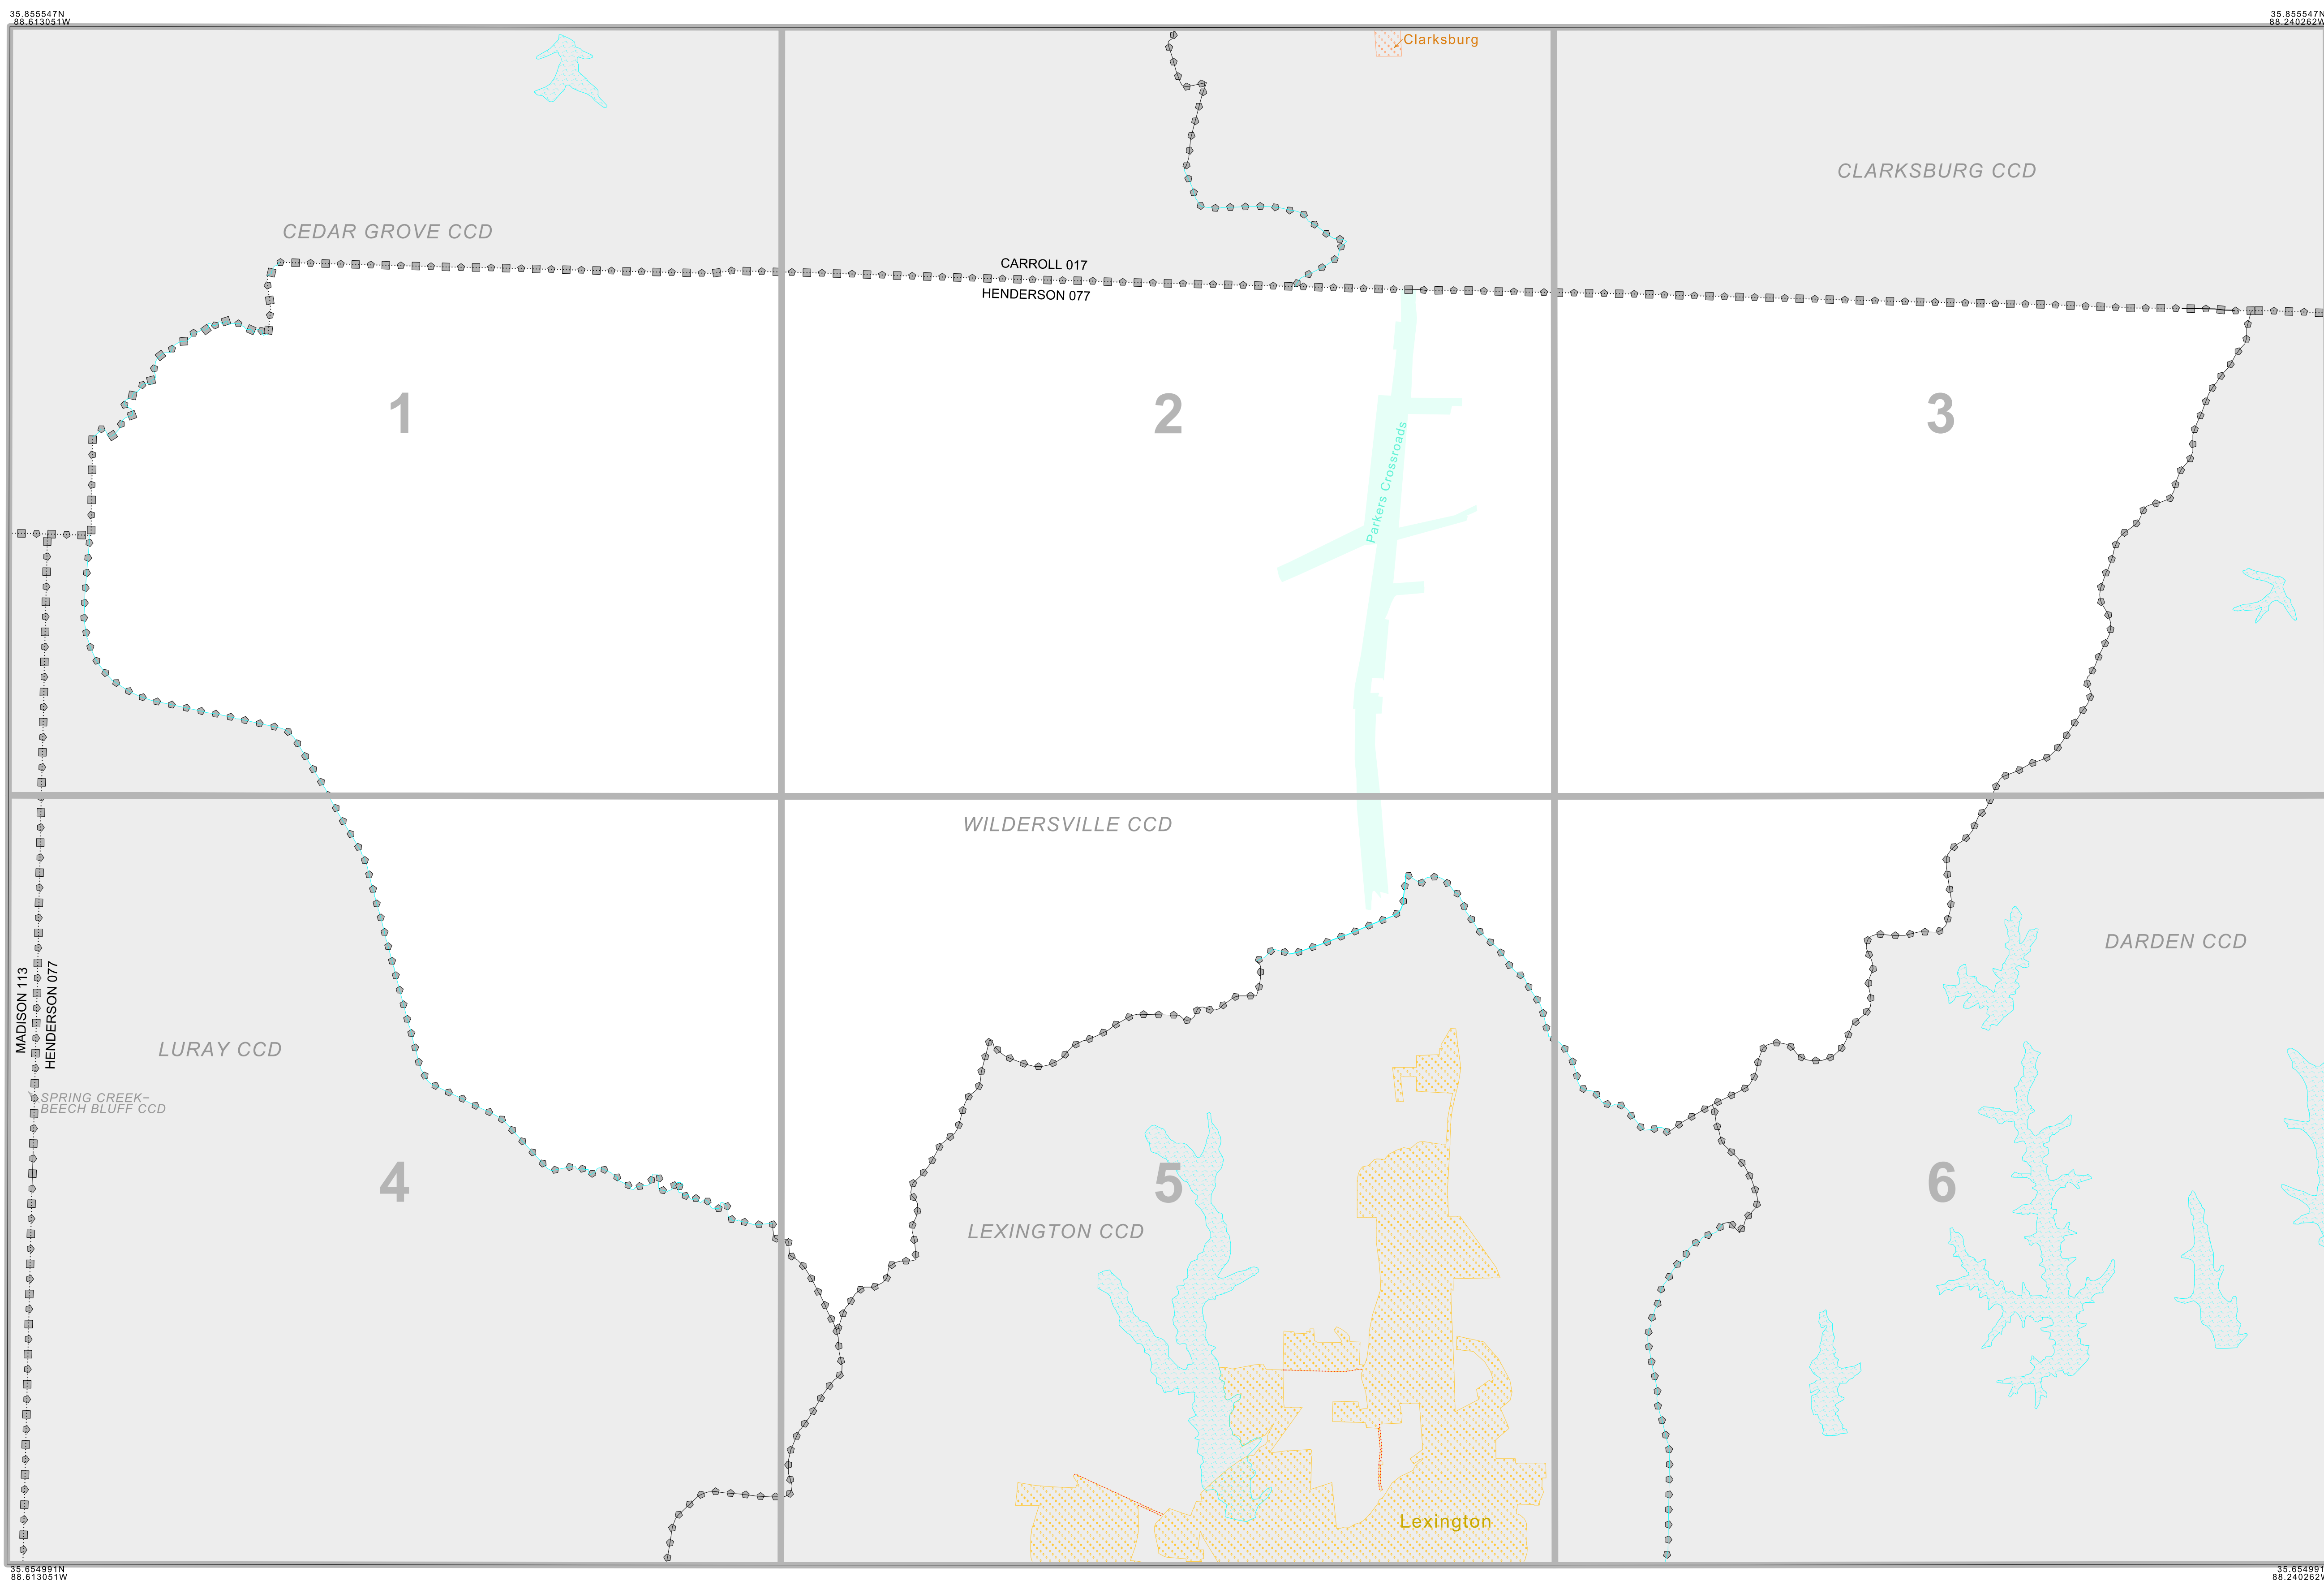 35.855547N
88.613051W
35.855547N
88.240262W
Clarksburg
CLARKSBURG CCD
CEDAR GROVE CCD
CARROLL 017
HENDERSON 077
1
2
3
Parkers Crossroads
WILDERSVILLE CCD
DARDEN CCD
MADISON 113
HENDERSON 077
LURAY CCD
SPRING CREEK–
BEECH BLUFF CCD
4
5
6
LEXINGTON CCD
Lexington
35.654991N
88.613051W
35.654991
88.240262W